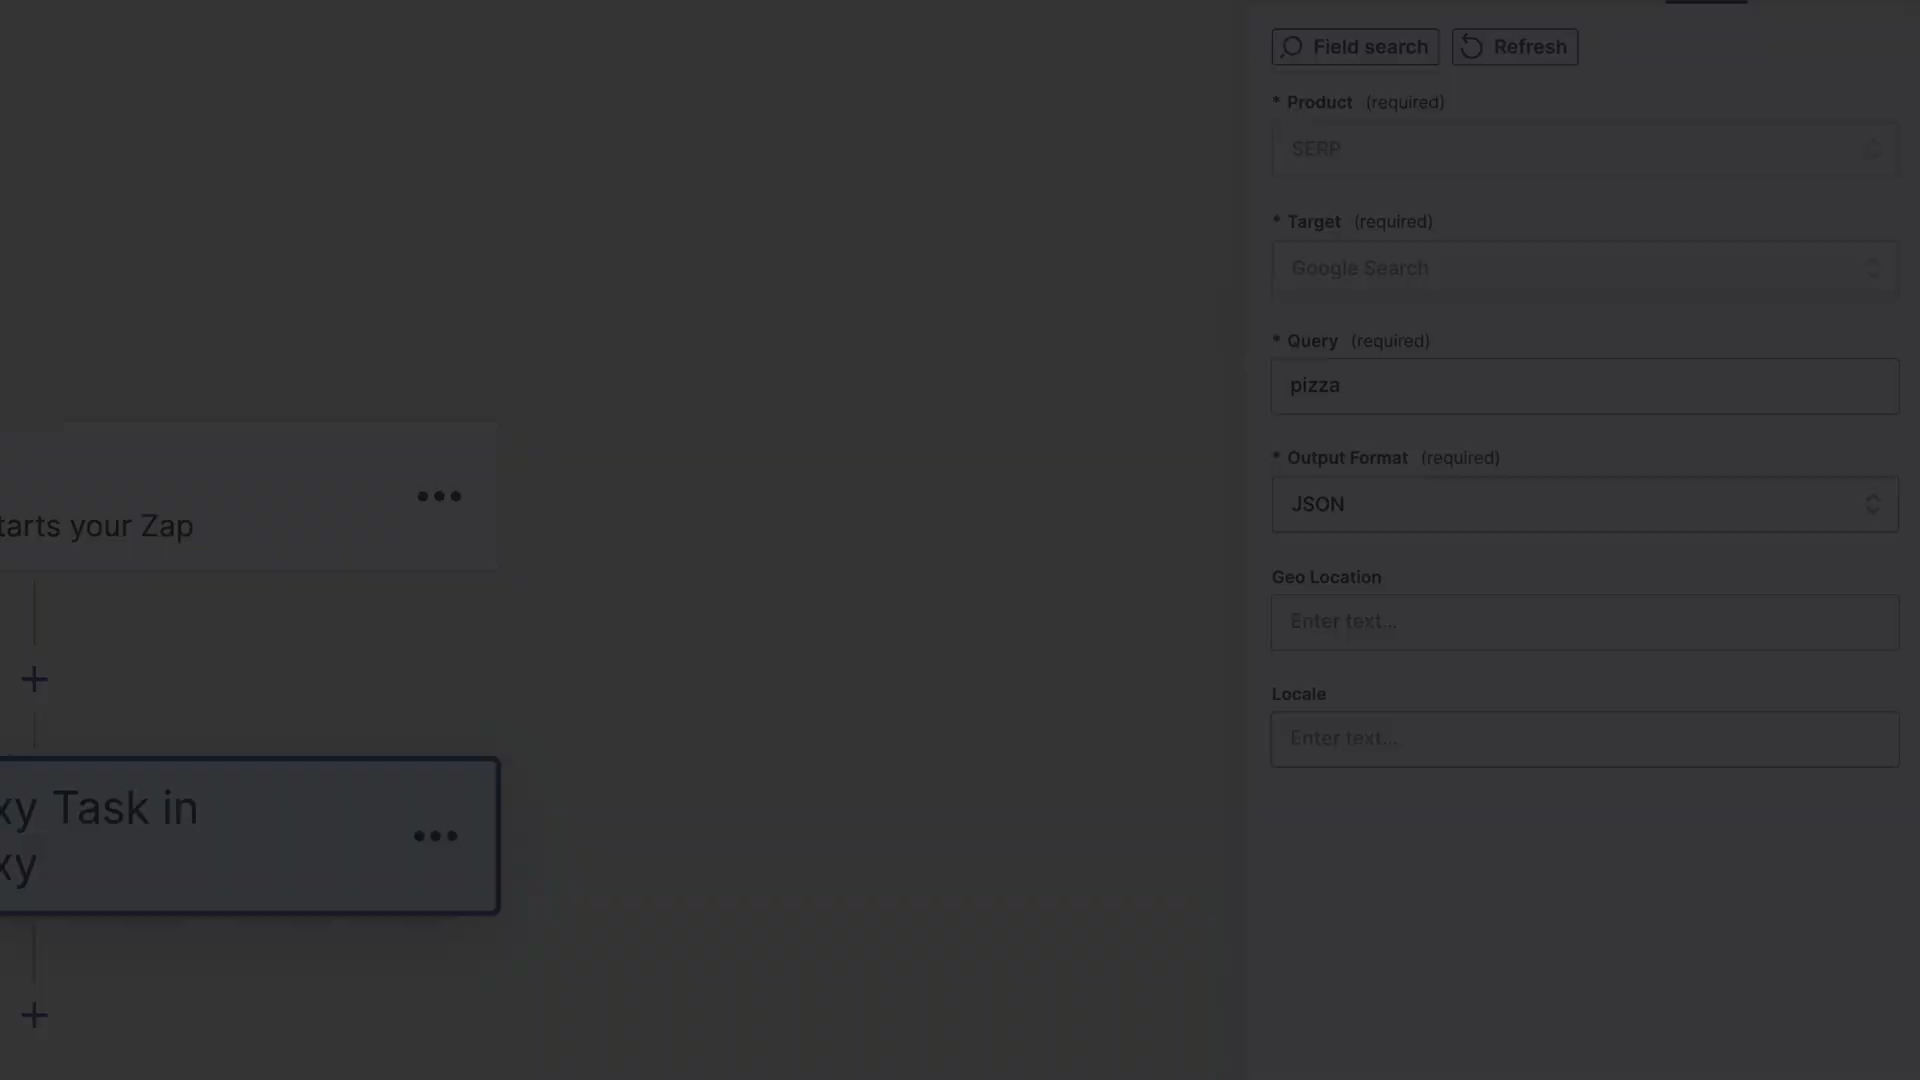 Field search
Refresh
* Product (required)
SERP
* Target (required)
Google Search
* Query (required)
pizza
* Output Format (required)
JSON
Geo Location
Enter text...
Locale
Enter text...
tarts your Zap
xy Task in
xy